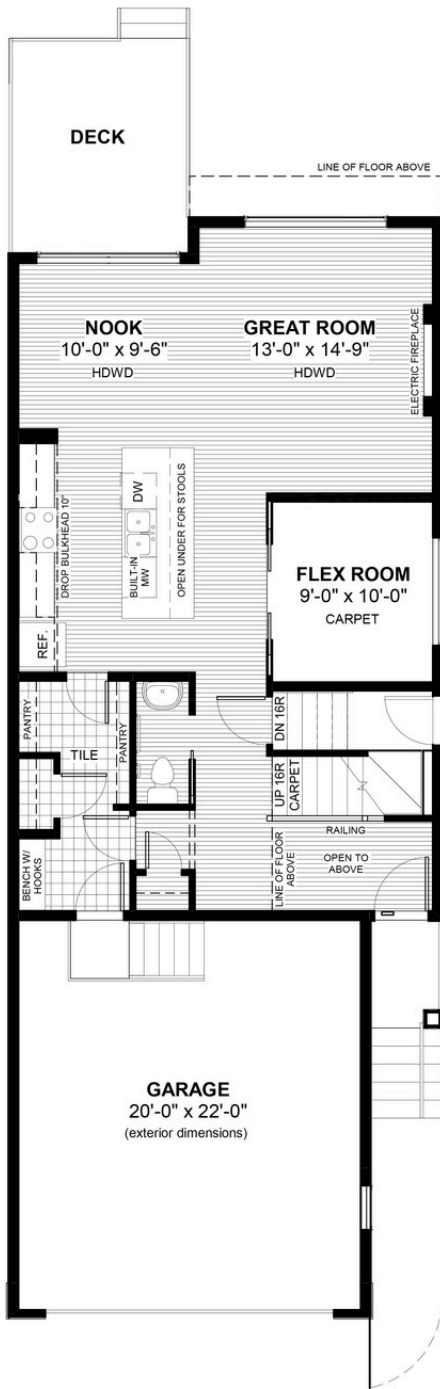 DECK
LINE OF FLOOR ABOVE
NOOK
10'-0" x 9'-6"
HDWD
GREAT ROOM
13'-0" x 14'-9"
HDWD
ELECTRIC FIREPLACE
DROP BULKHEAD 10"
DW
BUILT-IN
MW
OPEN UNDER FOR STOOLS
REF.
FLEX ROOM
9'-0" x 10'-0"
CARPET
PANTRY
TILE
PANTRY
DN 16R
UP 16R
CARPET
BENCH W/
HOOKS
LINE OF FLOOR
ABOVE
RAILING
OPEN TO
ABOVE
GARAGE
20'-0" x 22'-0"
(exterior dimensions)